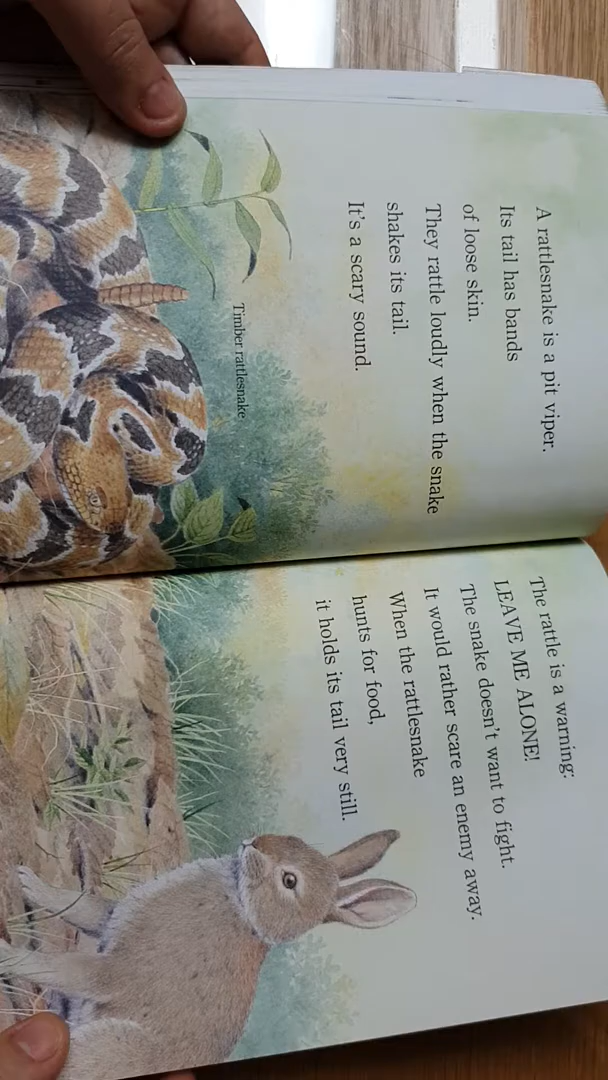 A rattlesnake is a pit viper.
Its tail has bands
of loose skin.
They rattle loudly when the snake
shakes its tail.
It's a scary sound.
Timber rattlesnake
The rattle is a warning:
LEAVE ME ALONE!
The snake doesn't want to fight.
It would rather scare an enemy away.
When the rattlesnake
hunts for food,
it holds its tail very still.